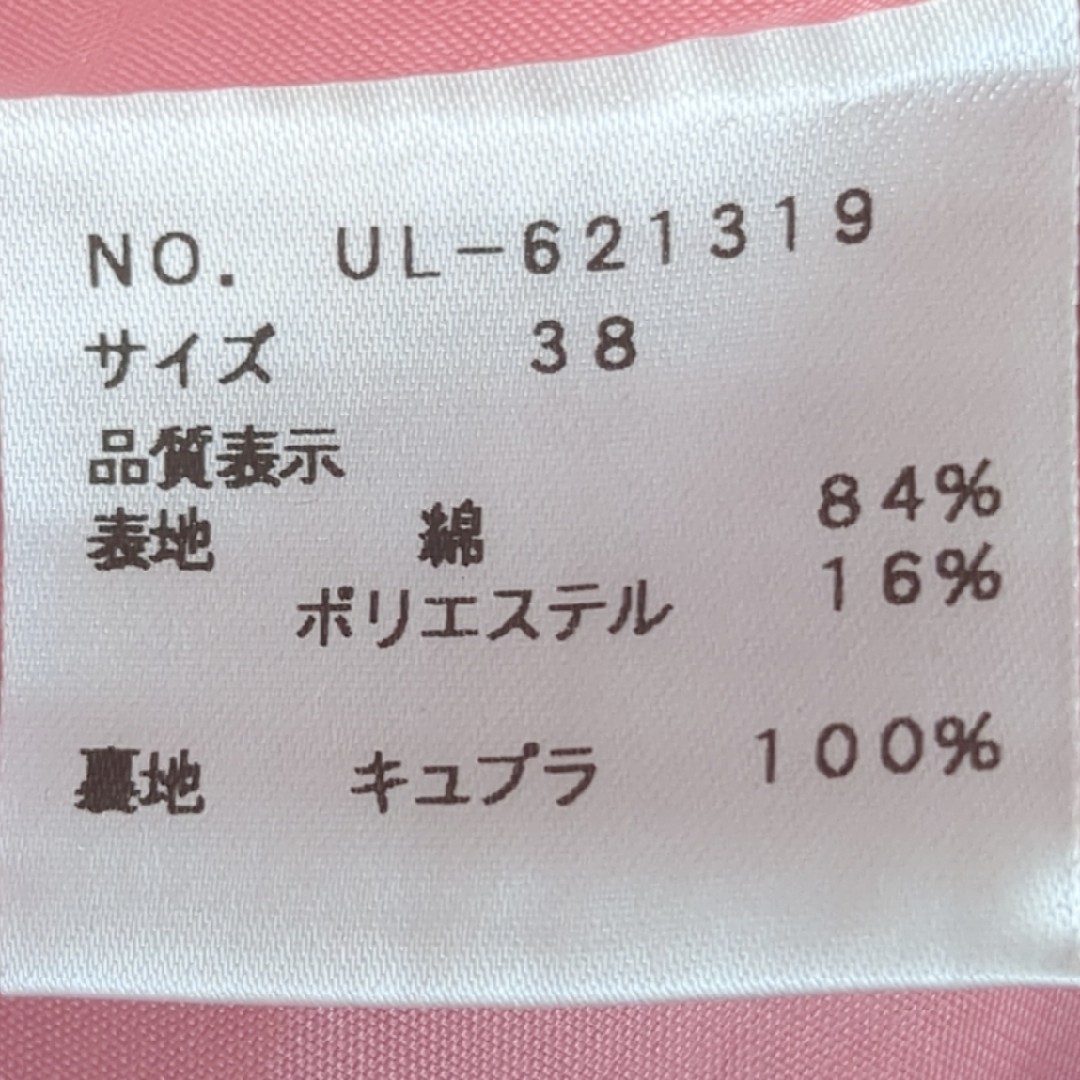 NO. UL-621319
サイズ 38
品質表示
表地 綿 84%
ポリエステル 16%
裏地 キュプラ 100%